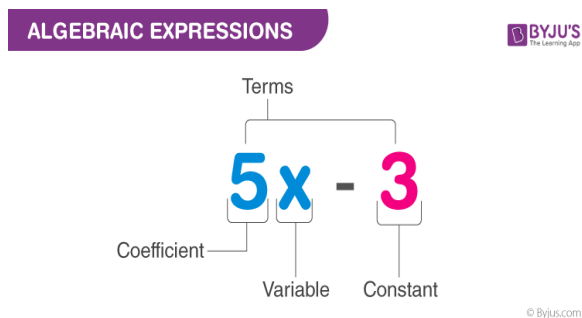 ALGEBRAIC EXPRESSIONS
BYJU'S
The Learning App
Terms
5x - 3
Coefficient
Variable Constant
© Byjus.com